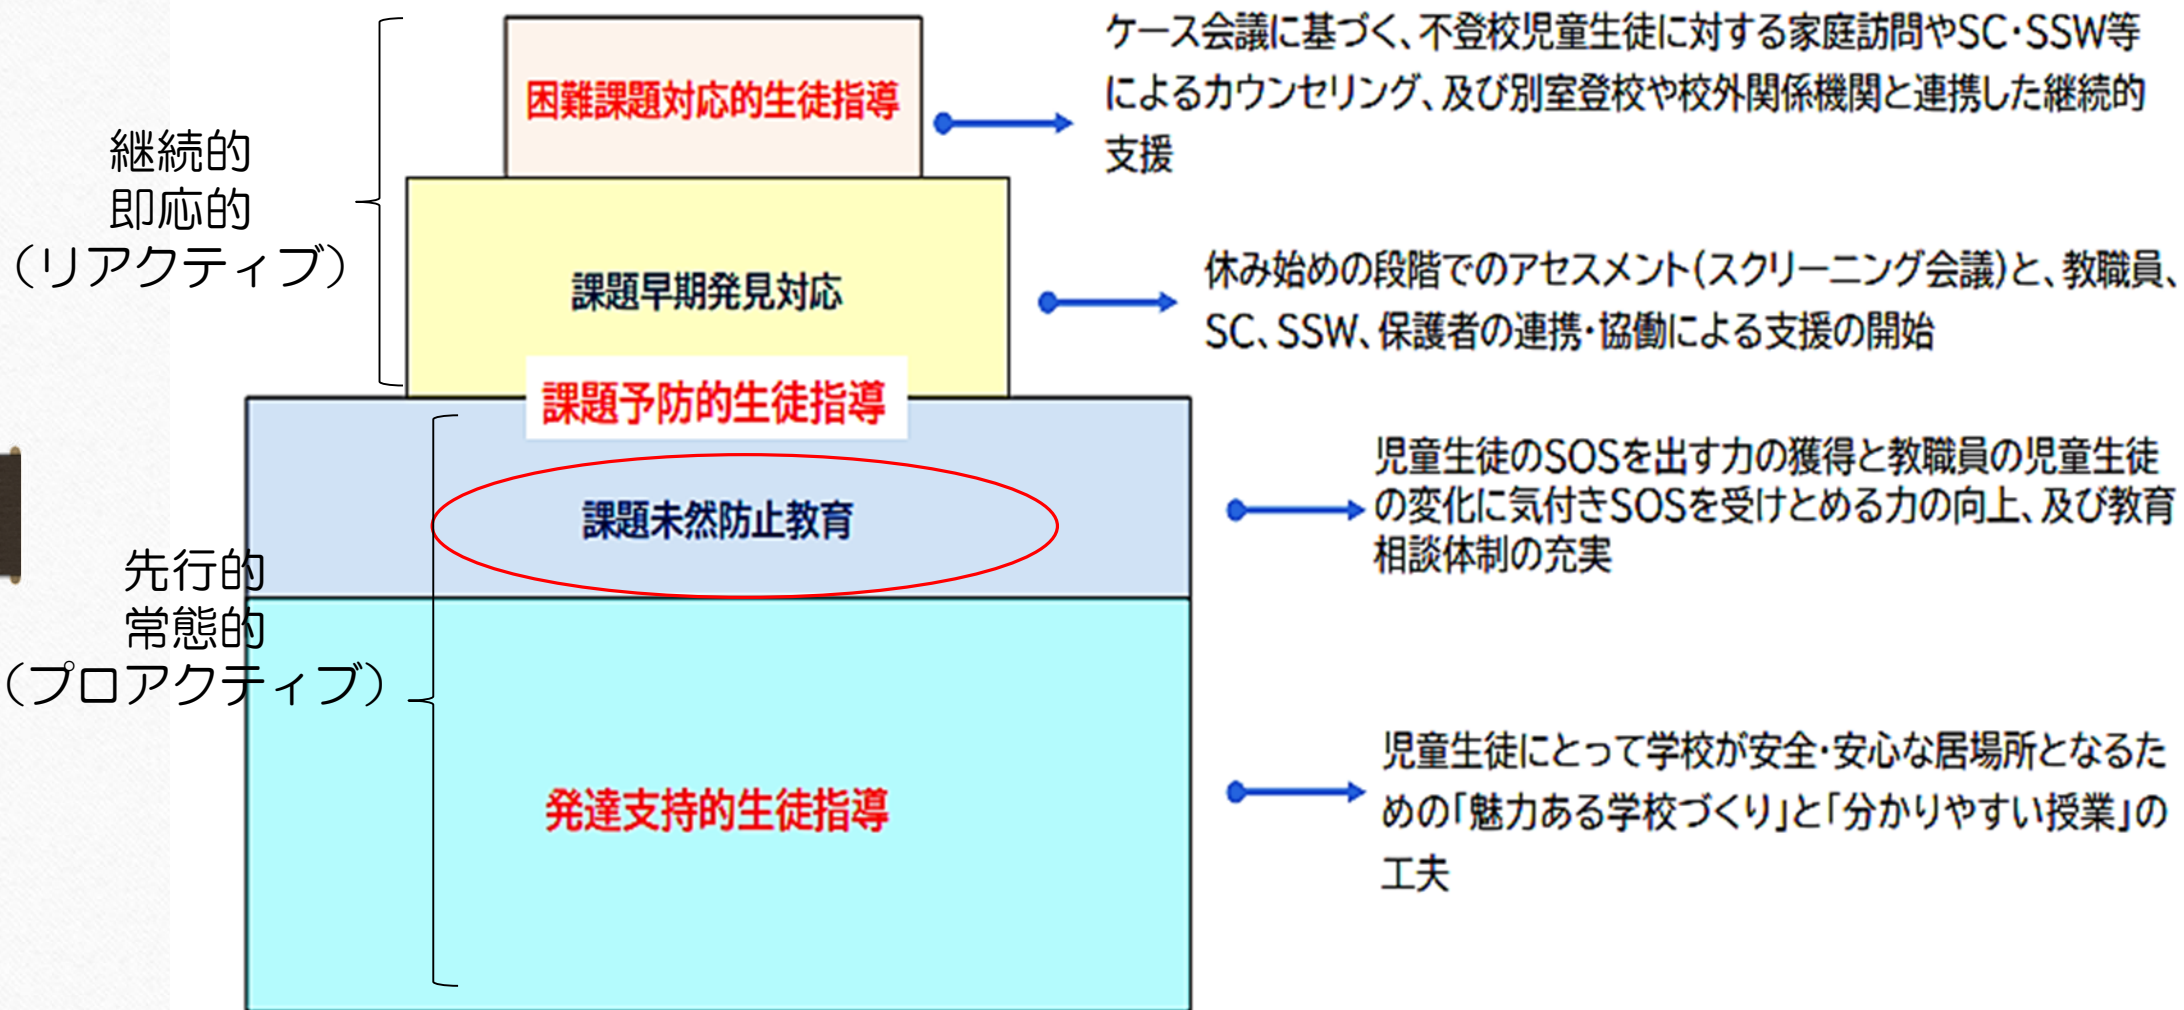 困難課題対応的生徒指導
ケース会議に基づく、不登校児童生徒に対する家庭訪問やSC・SSW等
によるカウンセリング、及び別室登校や校外関係機関と連携した継続的
支援
継続的
即応的
（リアクティブ）
課題早期発見対応
休み始めの段階でのアセスメント(スクリーニング会議)と、教職員、
SC、SSW、保護者の連携・協働による支援の開始
課題予防的生徒指導
課題未然防止教育
児童生徒のSOSを出す力の獲得と教職員の児童生徒
の変化に気付きSOSを受けとめる力の向上、及び教育
相談体制の充実
先行的
常態的
（プロアクティブ）
発達支持的生徒指導
児童生徒にとって学校が安全・安心な居場所となるた
めの「魅力ある学校づくり」と「分かりやすい授業」の
工夫